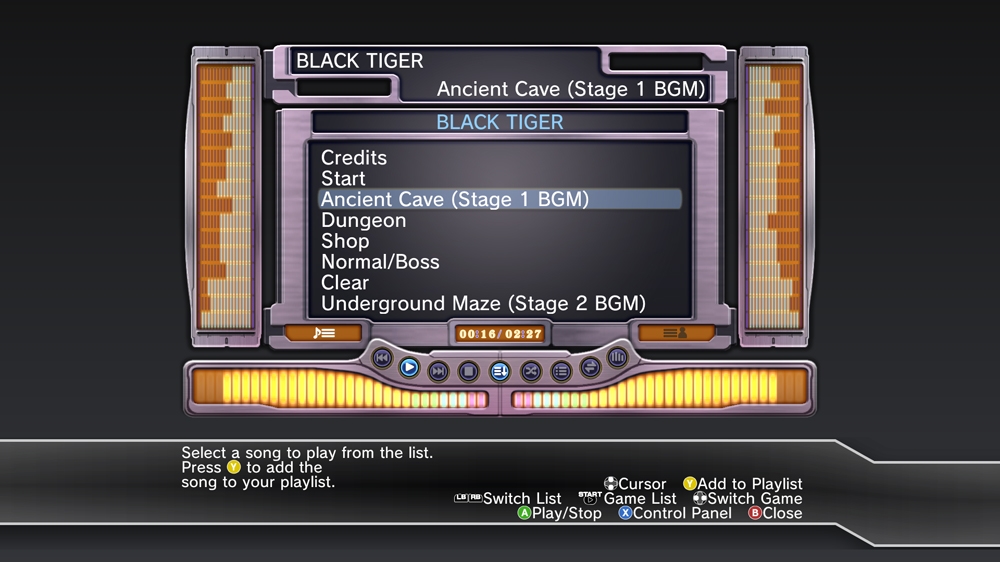 BLACK TIGER
Ancient Cave (Stage 1 BGM)
BLACK TIGER
Credits
Start
Ancient Cave (Stage 1 BGM)
Dungeon
Shop
Normal/Boss
Clear
Underground Maze (Stage 2 BGM)
00:16/02:27
Select a song to play from the list.
Press Y to add the
song to your playlist.
Cursor Y Add to Playlist
LB RB Switch List START Game List Switch Game
A Play/Stop X Control Panel B Close